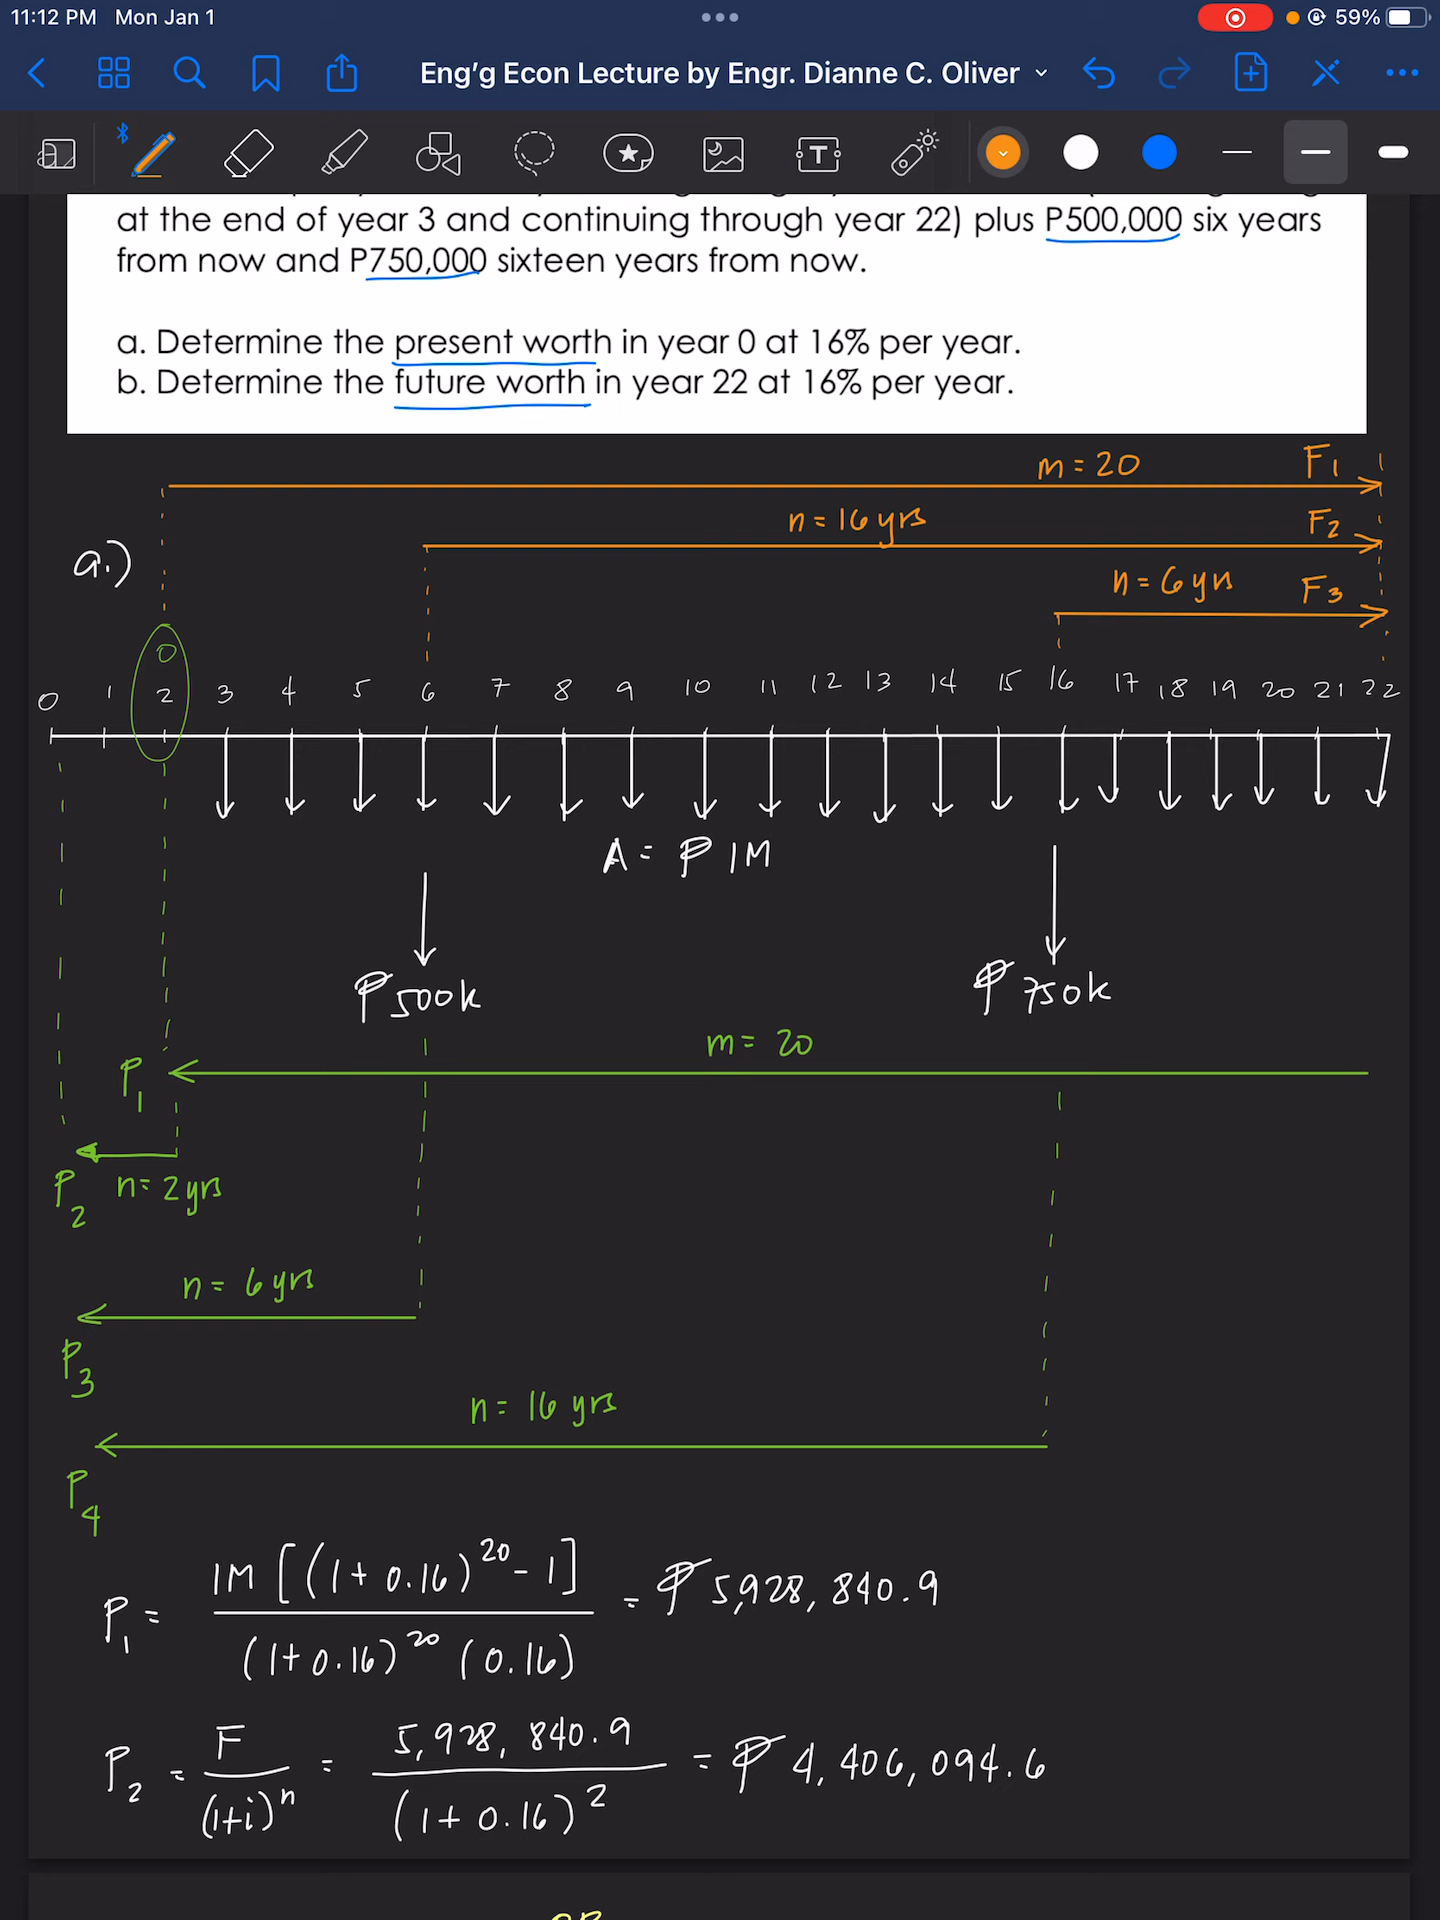 11:12 PM Mon Jan 1
59%
Eng'g Econ Lecture by Engr. Dianne C. Oliver
at the end of year 3 and continuing through year 22) plus P500,000 six years
from now and P750,000 sixteen years from now.
a. Determine the present worth in year 0 at 16% per year.
b. Determine the future worth in year 22 at 16% per year.
m = 20 F1
n = 16 yrs F2
a.)
n = 6 yrs F3
0
0 1 2 3 4 5 6 7 8 9 10 11 12 13 14 15 16 17 18 19 20 21 22
A = ₱ 1M
₱ 500k ₱ 750k
m = 20
P1
P2 n = 2 yrs
n = 6 yrs
P3
n = 16 yrs
P4
P1 = 1M [(1 + 0.16)^20 - 1] / (1 + 0.16)^20 (0.16) = ₱ 5,928,840.9
P2 = F / (1+i)^n = 5,928,840.9 / (1 + 0.16)^2 = ₱ 4,406,094.6